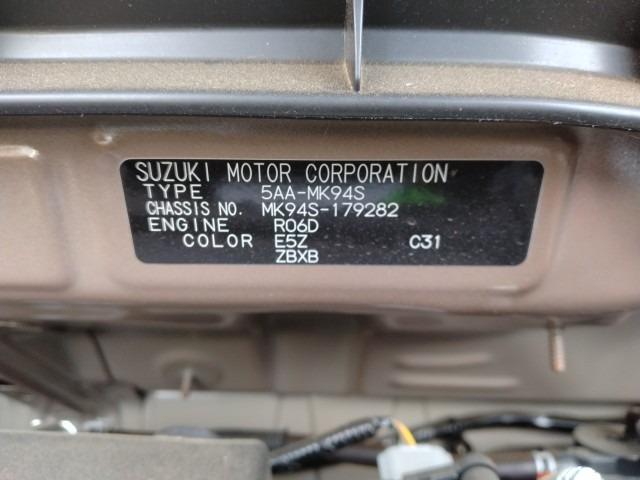 SUZUKI MOTOR CORPORATION
TYPE 5AA-MK94S
CHASSIS NO. MK94S-179282
ENGINE R06D
COLOR E5Z C31
ZBXB